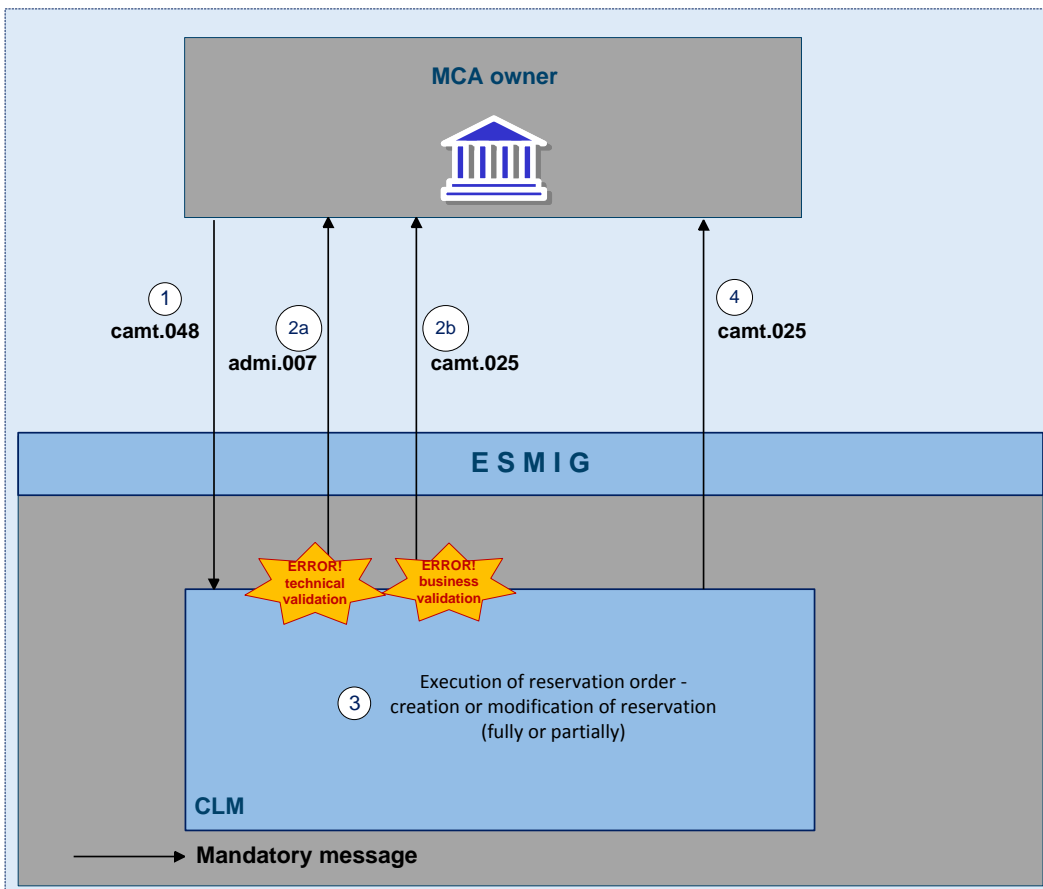 MCA owner
1
camt.048
2a
admi.007
2b
camt.025
4
camt.025
E S M I G
ERROR!
technical
validation
ERROR!
business
validation
3
Execution of reservation order -
creation or modification of reservation
(fully or partially)
CLM
Mandatory message